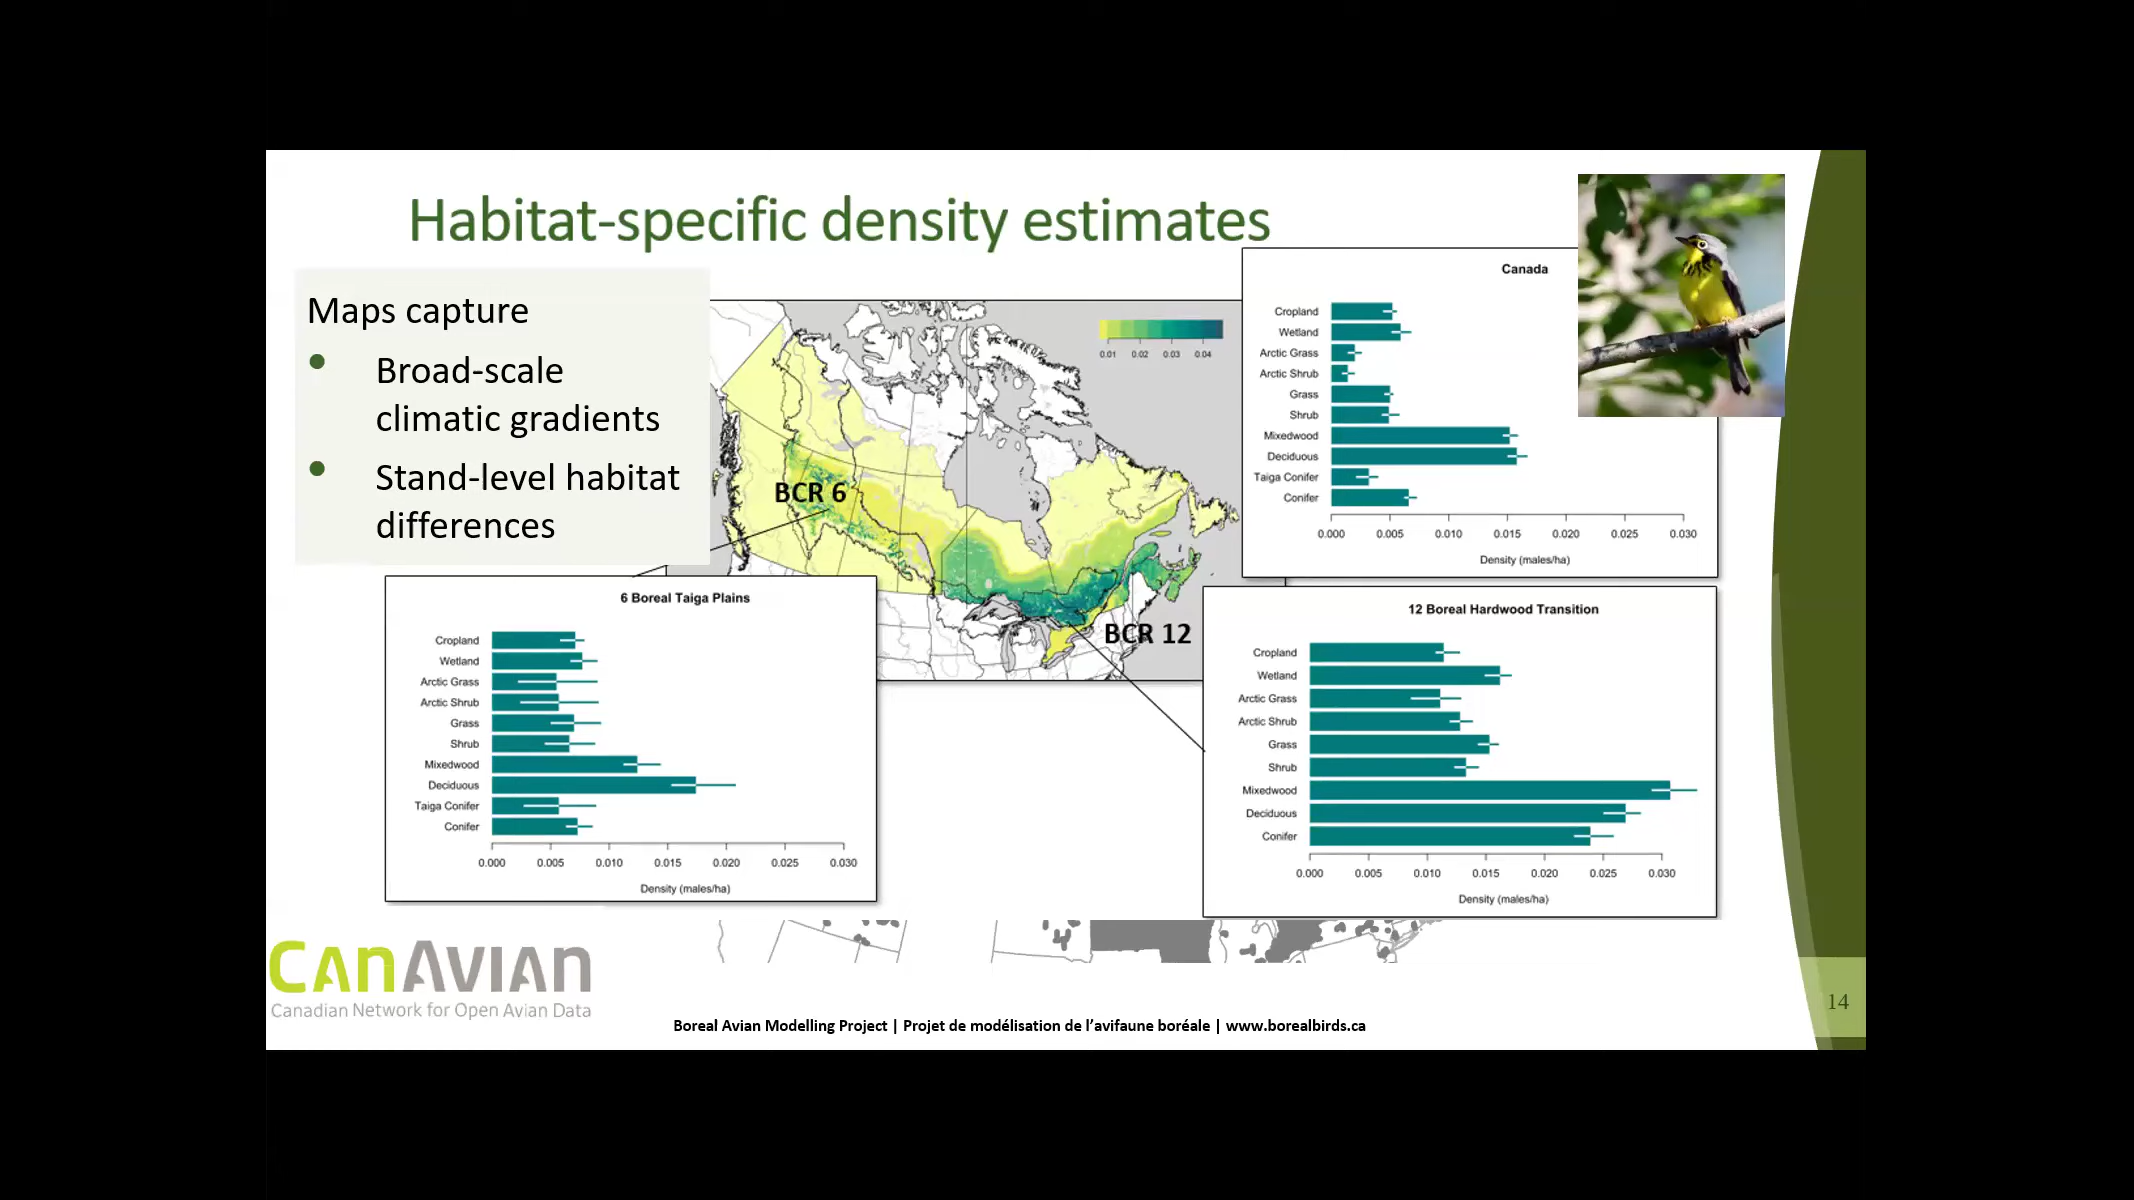 Habitat-specific density estimates
Maps capture
Broad-scale
climatic gradients
Stand-level habitat
differences
0.01 0.02 0.03 0.04
BCR 6
BCR 12
Canada
Cropland
Wetland
Arctic Grass
Arctic Shrub
Grass
Shrub
Mixedwood
Deciduous
Taiga Conifer
Conifer
0.000 0.005 0.010 0.015 0.020 0.025 0.030
Density (males/ha)
6 Boreal Taiga Plains
Cropland
Wetland
Arctic Grass
Arctic Shrub
Grass
Shrub
Mixedwood
Deciduous
Taiga Conifer
Conifer
0.000 0.005 0.010 0.015 0.020 0.025 0.030
Density (males/ha)
12 Boreal Hardwood Transition
Cropland
Wetland
Arctic Grass
Arctic Shrub
Grass
Shrub
Mixedwood
Deciduous
Conifer
0.000 0.005 0.010 0.015 0.020 0.025 0.030
Density (males/ha)
CanAvian
Canadian Network for Open Avian Data
Boreal Avian Modelling Project | Projet de modélisation de l’avifaune boréale | www.borealbirds.ca
14